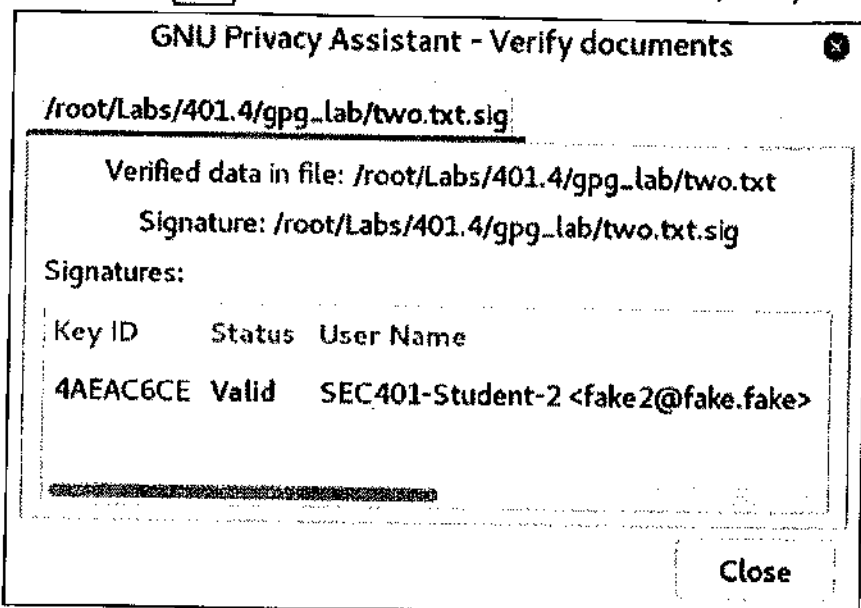 GNU Privacy Assistant - Verify documents
/root/Labs/401.4/gpg_lab/two.txt.sig
Verified data in file: /root/Labs/401.4/gpg_lab/two.txt
Signature: /root/Labs/401.4/gpg_lab/two.txt.sig
Signatures:
Key ID Status User Name
4AEAC6CE Valid SEC401-Student-2 <fake2@fake.fake>
Close